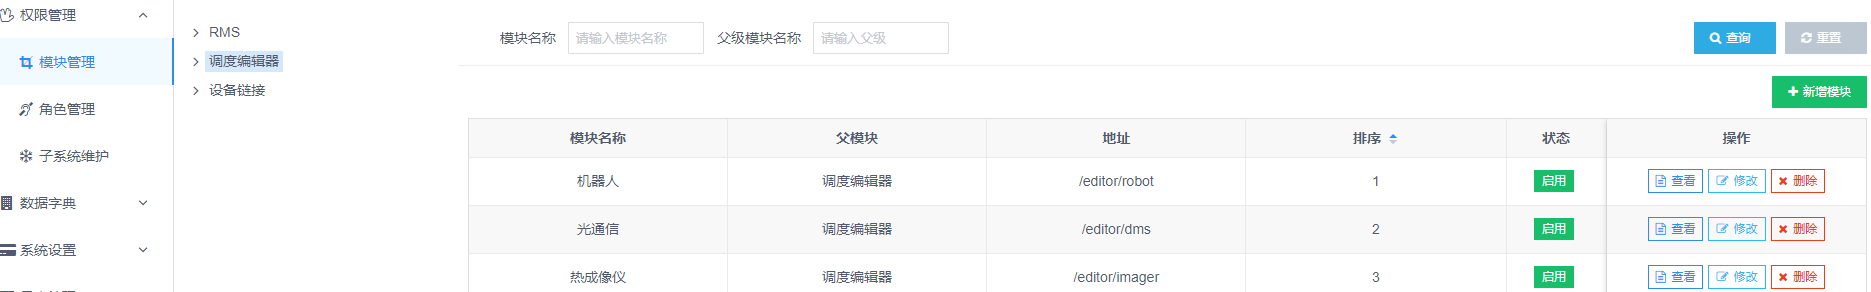 权限管理
模块管理
角色管理
子系统维护
数据字典
系统设置
RMS
调度编辑器
设备链接
模块名称 请输入模块名称 父级模块名称 请输入父级 查询 重置
新增模块
模块名称 父模块 地址 排序 状态 操作
机器人 调度编辑器 /editor/robot 1 启用 查看 修改 删除
光通信 调度编辑器 /editor/dms 2 启用 查看 修改 删除
热成像仪 调度编辑器 /editor/imager 3 启用 查看 修改 删除